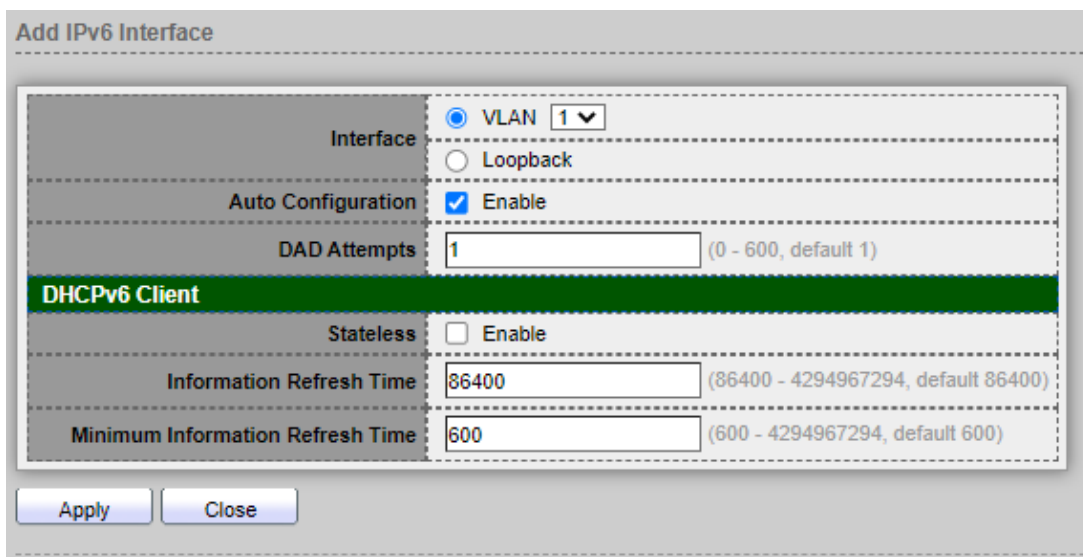 Add IPv6 Interface
Interface
VLAN 1
Loopback
Auto Configuration Enable
DAD Attempts 1 (0 - 600, default 1)
DHCPv6 Client
Stateless Enable
Information Refresh Time 86400 (86400 - 4294967294, default 86400)
Minimum Information Refresh Time 600 (600 - 4294967294, default 600)
Apply Close